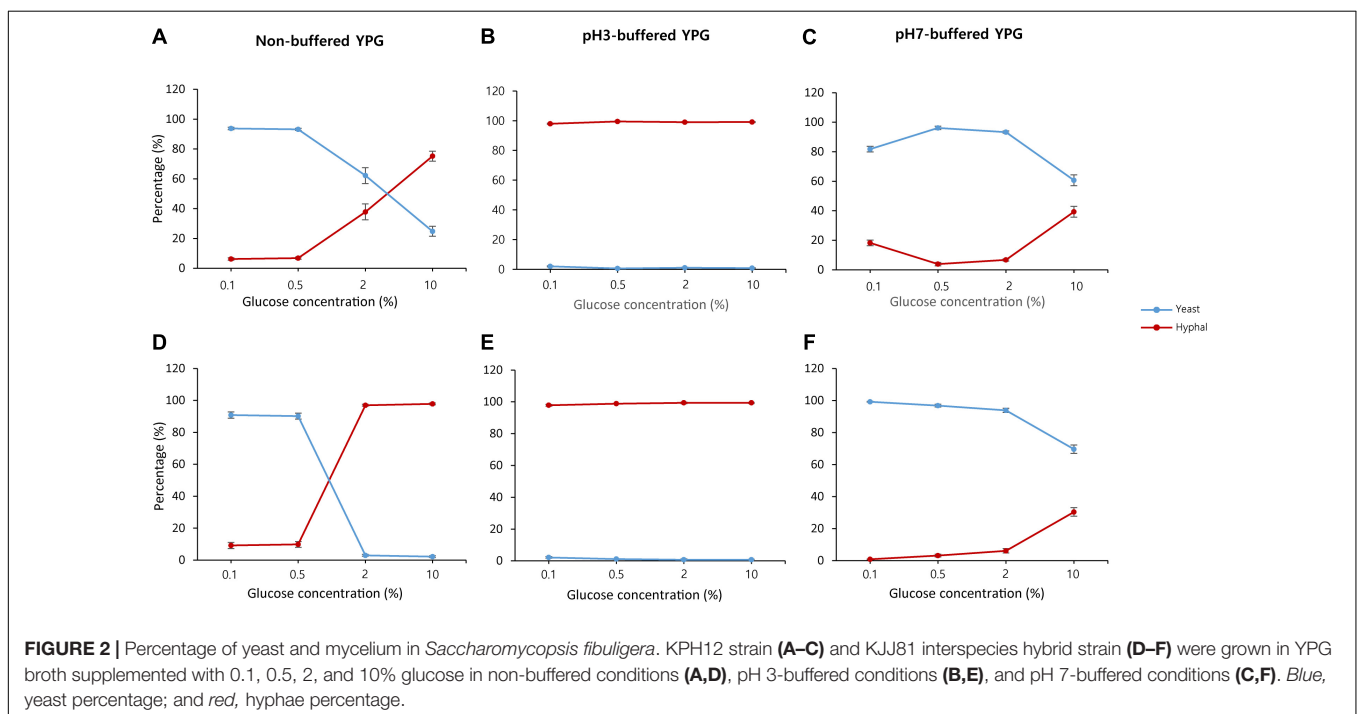 A
Non-buffered YPG
B
pH3-buffered YPG
C
pH7-buffered YPG
Percentage (%)
120
100
80
60
40
20
0
0.1 0.5 2 10
Glucose concentration (%)
120
100
80
60
40
20
0
0.1 0.5 2 10
Glucose concentration (%)
120
100
80
60
40
20
0
0.1 0.5 2 10
Glucose concentration (%)
Yeast
Hyphal
D
Percentage (%)
120
100
80
60
40
20
0
0.1 0.5 2 10
Glucose concentration (%)
E
120
100
80
60
40
20
0
0.1 0.5 2 10
Glucose concentration (%)
F
120
100
80
60
40
20
0
0.1 0.5 2 10
Glucose concentration (%)
FIGURE 2 | Percentage of yeast and mycelium in Saccharomycopsis fibuligera. KPH12 strain (A–C) and KJJ81 interspecies hybrid strain (D–F) were grown in YPG
broth supplemented with 0.1, 0.5, 2, and 10% glucose in non-buffered conditions (A,D), pH 3-buffered conditions (B,E), and pH 7-buffered conditions (C,F). Blue,
yeast percentage; and red, hyphae percentage.